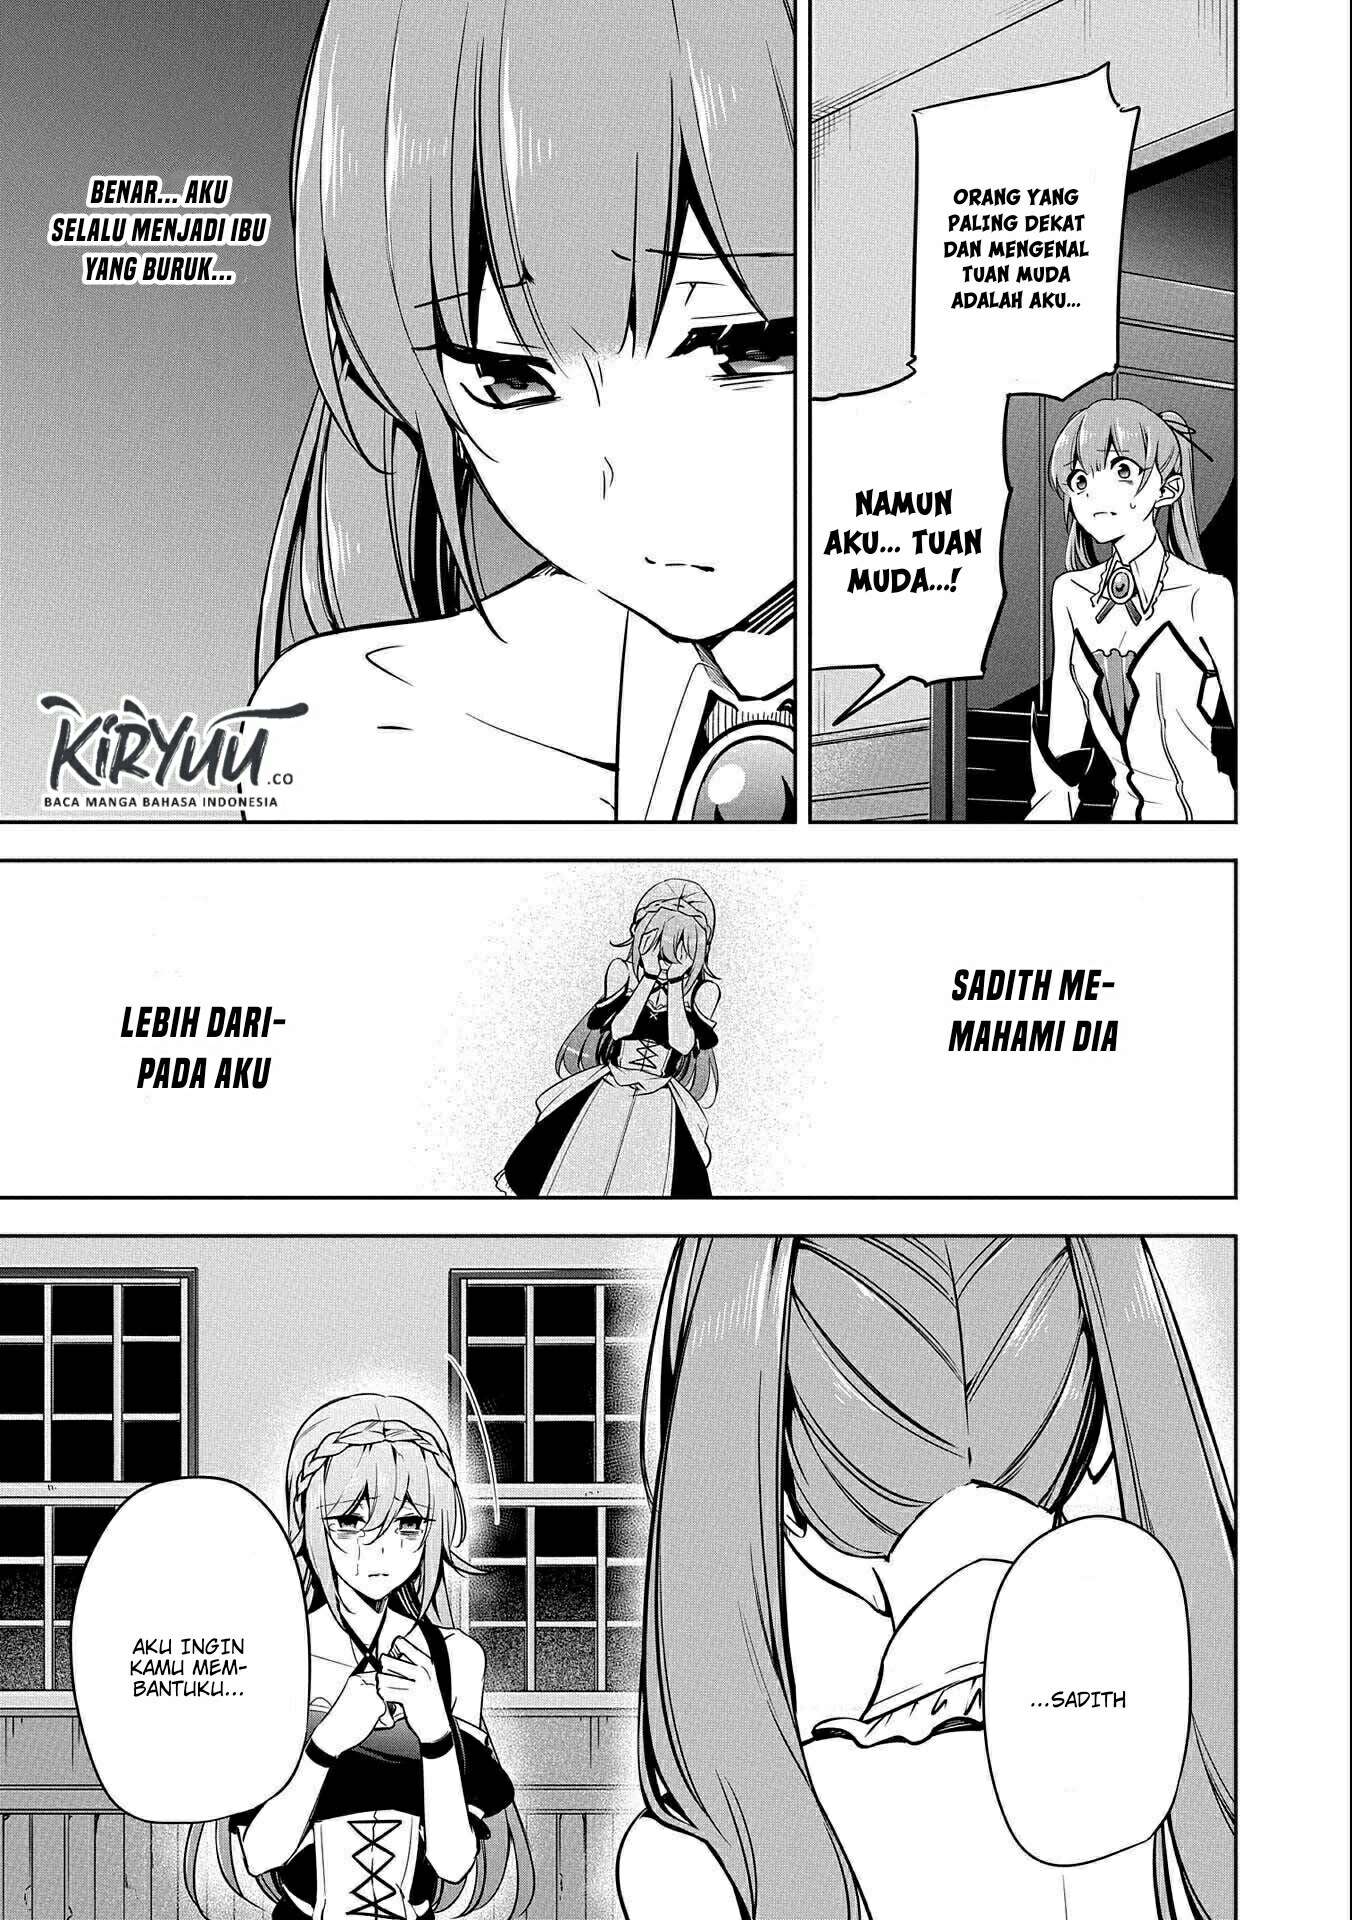 ORANG YANG
PALING DEKAT
DAN MENGENAL
TUAN MUDA
ADALAH AKU...
NAMUN
AKU... TUAN
MUDA...!
BENAR... AKU
SELALU MENJADI IBU
YANG BURUK...
KIRYUU.CO
BACA MANGA BAHASA INDONESIA
SADITH ME-
MAHAMI DIA
LEBIH DARI-
PADA AKU
...SADITH
AKU INGIN
KAMU MEM-
BANTUKU...